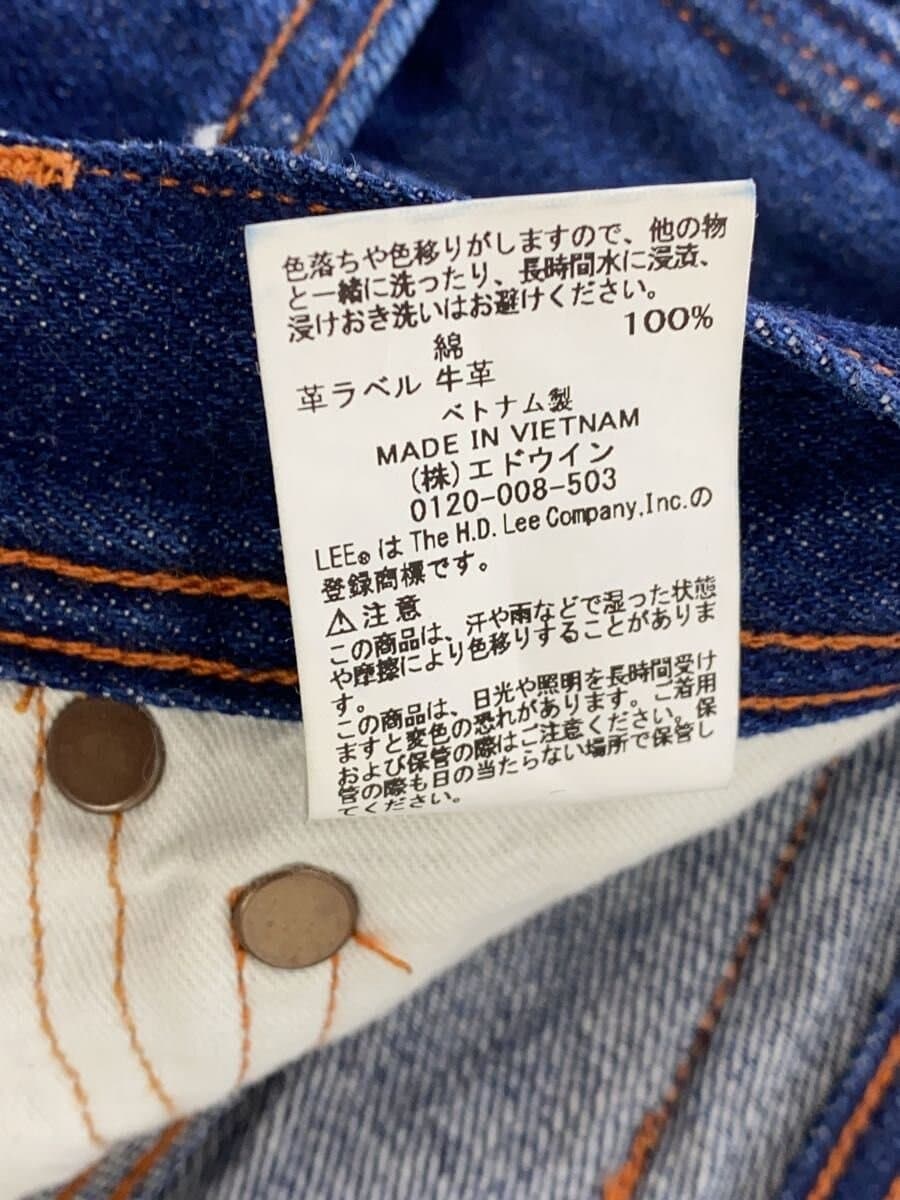 色落ちや色移りがしますので、他の物
と一緒に洗ったり、長時間水に浸漬、
浸けおき洗いはお避けください。
綿 100%
革ラベル 牛革
ベトナム製
MADE IN VIETNAM
(株)エドウイン
0120-008-503
LEE®は The H.D. Lee Company,Inc.の
登録商標です。
⚠注意
この商品は、汗や雨などで湿った状態
や摩擦により色移りすることがありま
す。
この商品は、日光や照明を長時間受け
ますと変色の恐れがあります。ご着用
および保管の際はご注意ください。保
管の際も日の当たらない場所で保管し
てください。